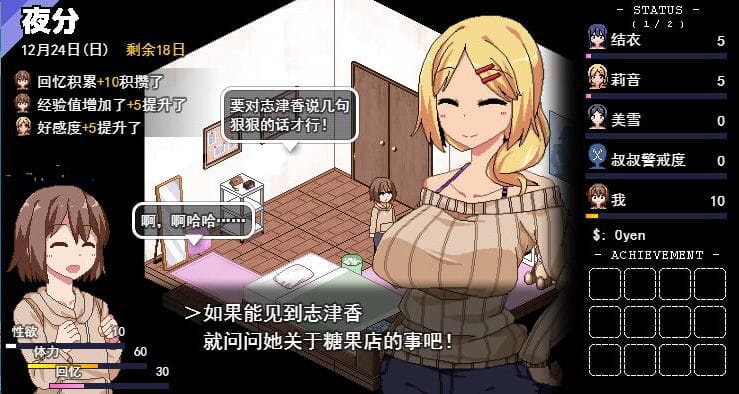 夜分
12月24日(日) 剩余18日
回忆积累+10积攒了
经验值增加了+5提升了
好感度+5提升了
要对志津香说几句
狠狠的话才行！
啊，啊哈哈……
>如果能见到志津香
就问问她关于糖果店的事吧！
性欲 10
体力 60
回忆 30
- STATUS -
( 1 / 2 )
结衣 5
莉音 5
美雪 0
叔叔警戒度 0
我 10
$: 0yen
- ACHIEVEMENT -